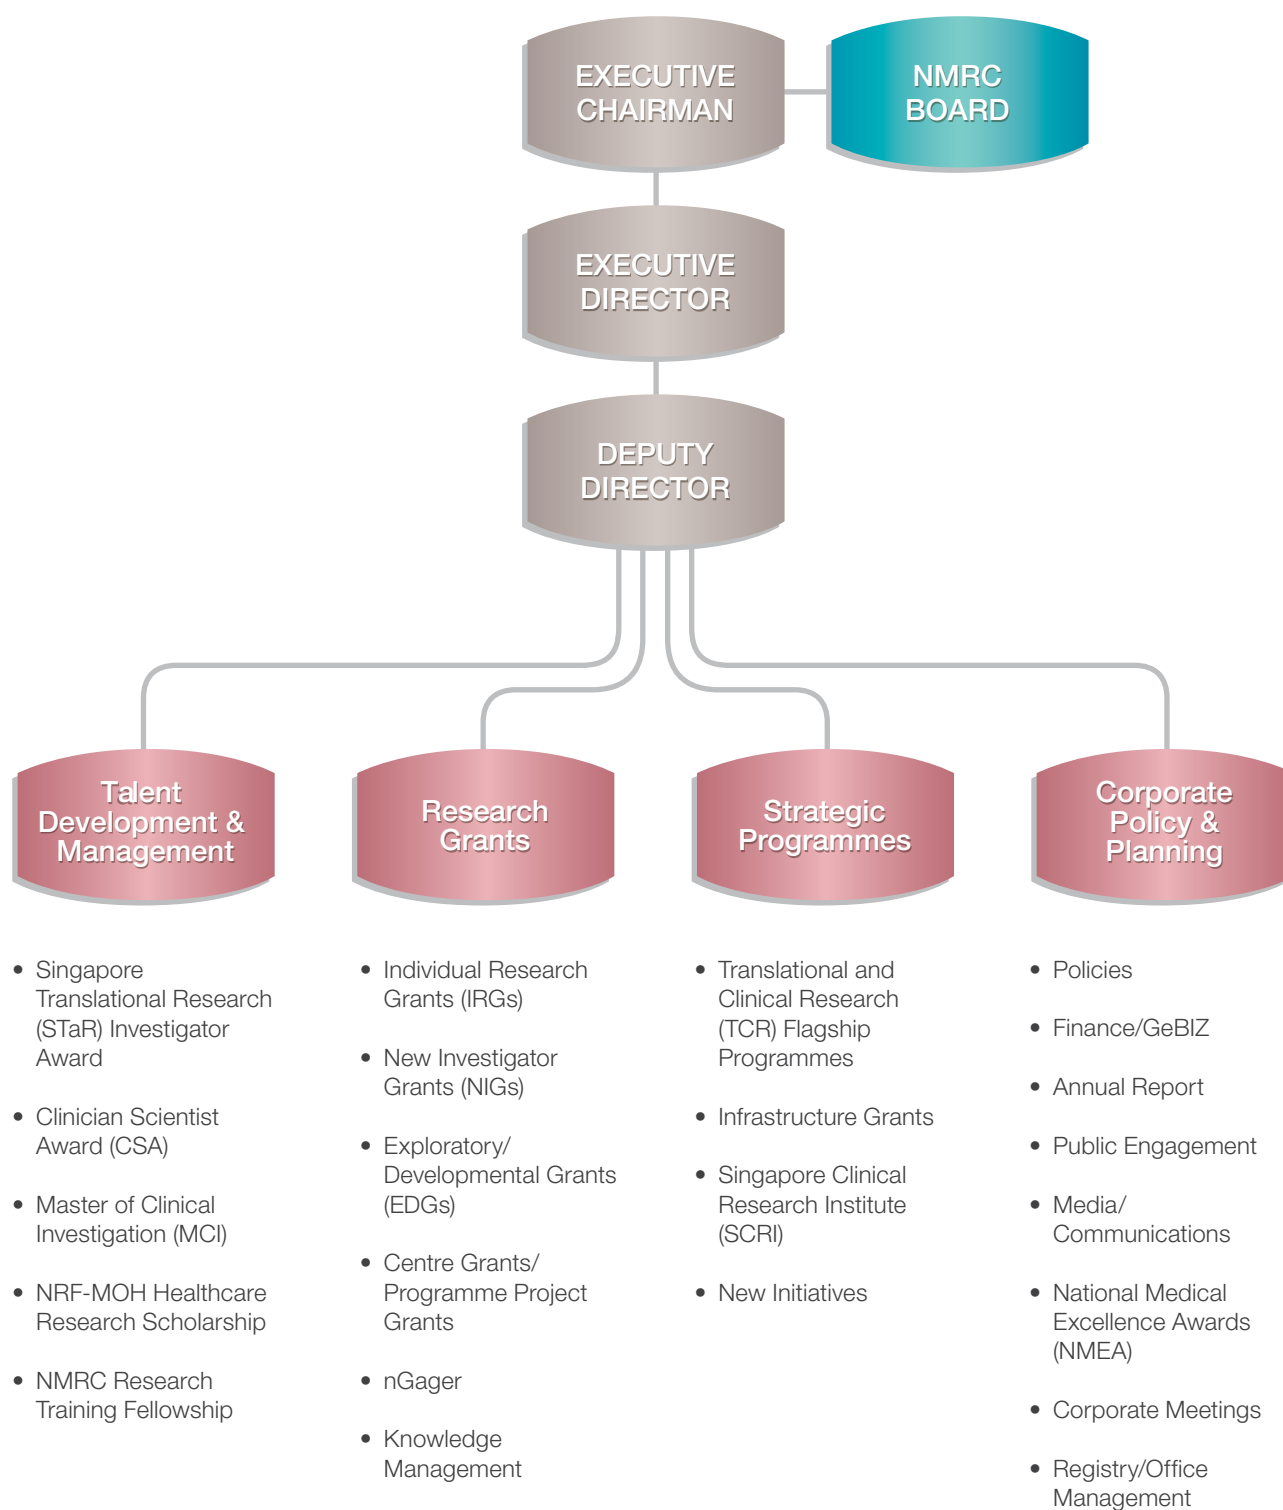 EXECUTIVE
CHAIRMAN
NMRC
BOARD
EXECUTIVE
DIRECTOR
DEPUTY
DIRECTOR
Talent
Development &
Management
Research
Grants
Strategic
Programmes
Corporate
Policy &
Planning
• Singapore
Translational Research
(STaR) Investigator
Award
• Clinician Scientist
Award (CSA)
• Master of Clinical
Investigation (MCI)
• NRF-MOH Healthcare
Research Scholarship
• NMRC Research
Training Fellowship
• Individual Research
Grants (IRGs)
• New Investigator
Grants (NIGs)
• Exploratory/
Developmental Grants
(EDGs)
• Centre Grants/
Programme Project
Grants
• nGager
• Knowledge
Management
• Translational and
Clinical Research
(TCR) Flagship
Programmes
• Infrastructure Grants
• Singapore Clinical
Research Institute
(SCRI)
• New Initiatives
• Policies
• Finance/GeBIZ
• Annual Report
• Public Engagement
• Media/
Communications
• National Medical
Excellence Awards
(NMEA)
• Corporate Meetings
• Registry/Office
Management